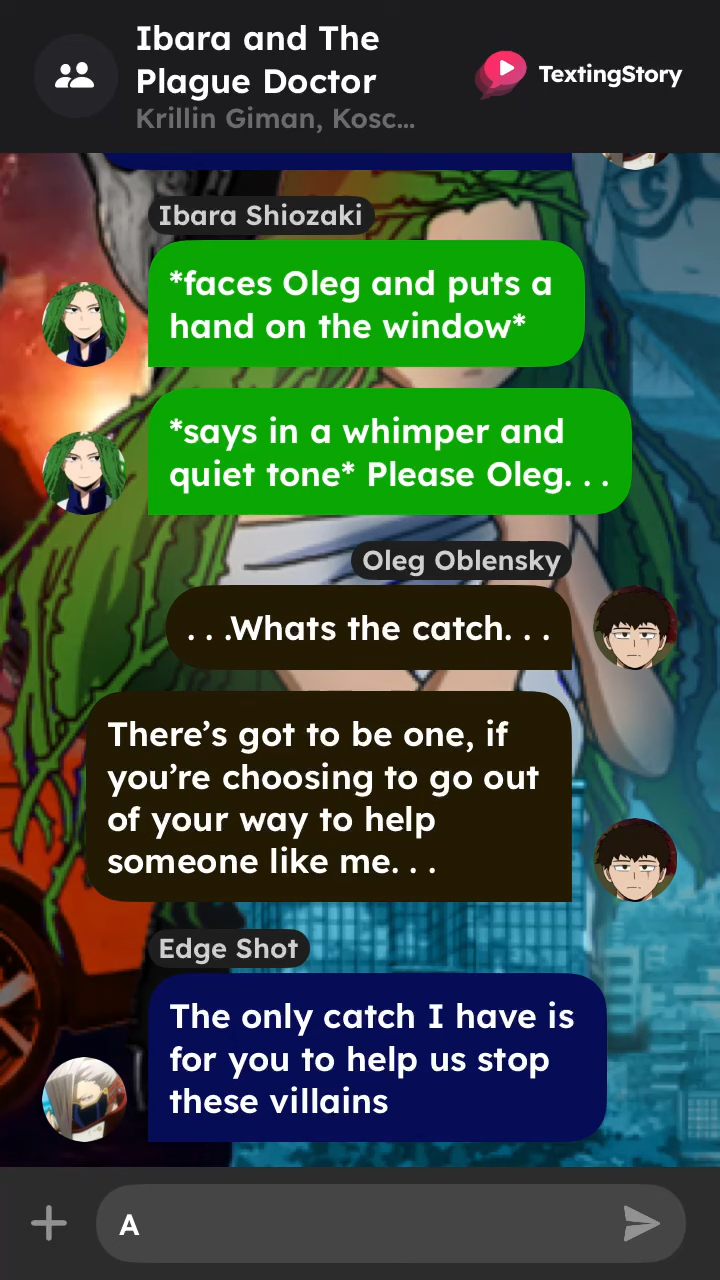 Ibara and The
Plague Doctor
Krillin Giman, Kosc...
TextingStory
Ibara Shiozaki
*faces Oleg and puts a
hand on the window*
*says in a whimper and
quiet tone* Please Oleg. . .
Oleg Oblensky
. . .Whats the catch. . .
There’s got to be one, if
you’re choosing to go out
of your way to help
someone like me. . .
Edge Shot
The only catch I have is
for you to help us stop
these villains
A